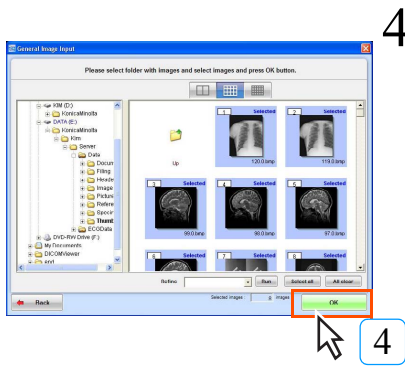 4
General Image Input
Please select folder with images and select images and press OK button.
KIM (D:)
KonicaMinolta
DATA (E:)
KonicaMinolta
Kim
Server
Data
Docun
Filing
Heade
Image
Pictur
Refere
Specir
Thumb
ECOData
DVD-RW Drive (F:)
My Documents
DICOMViewer
and
Up
1 Selected
120.0.bmp
2 Selected
119.0.bmp
3 Selected
99.0.bmp
4 Selected
98.0.bmp
5 Selected
97.0.bmp
6 Selected
7 Selected
8 Selected
Refine
Run
Select all
All clear
Back
Selected images : 8 images
OK
4